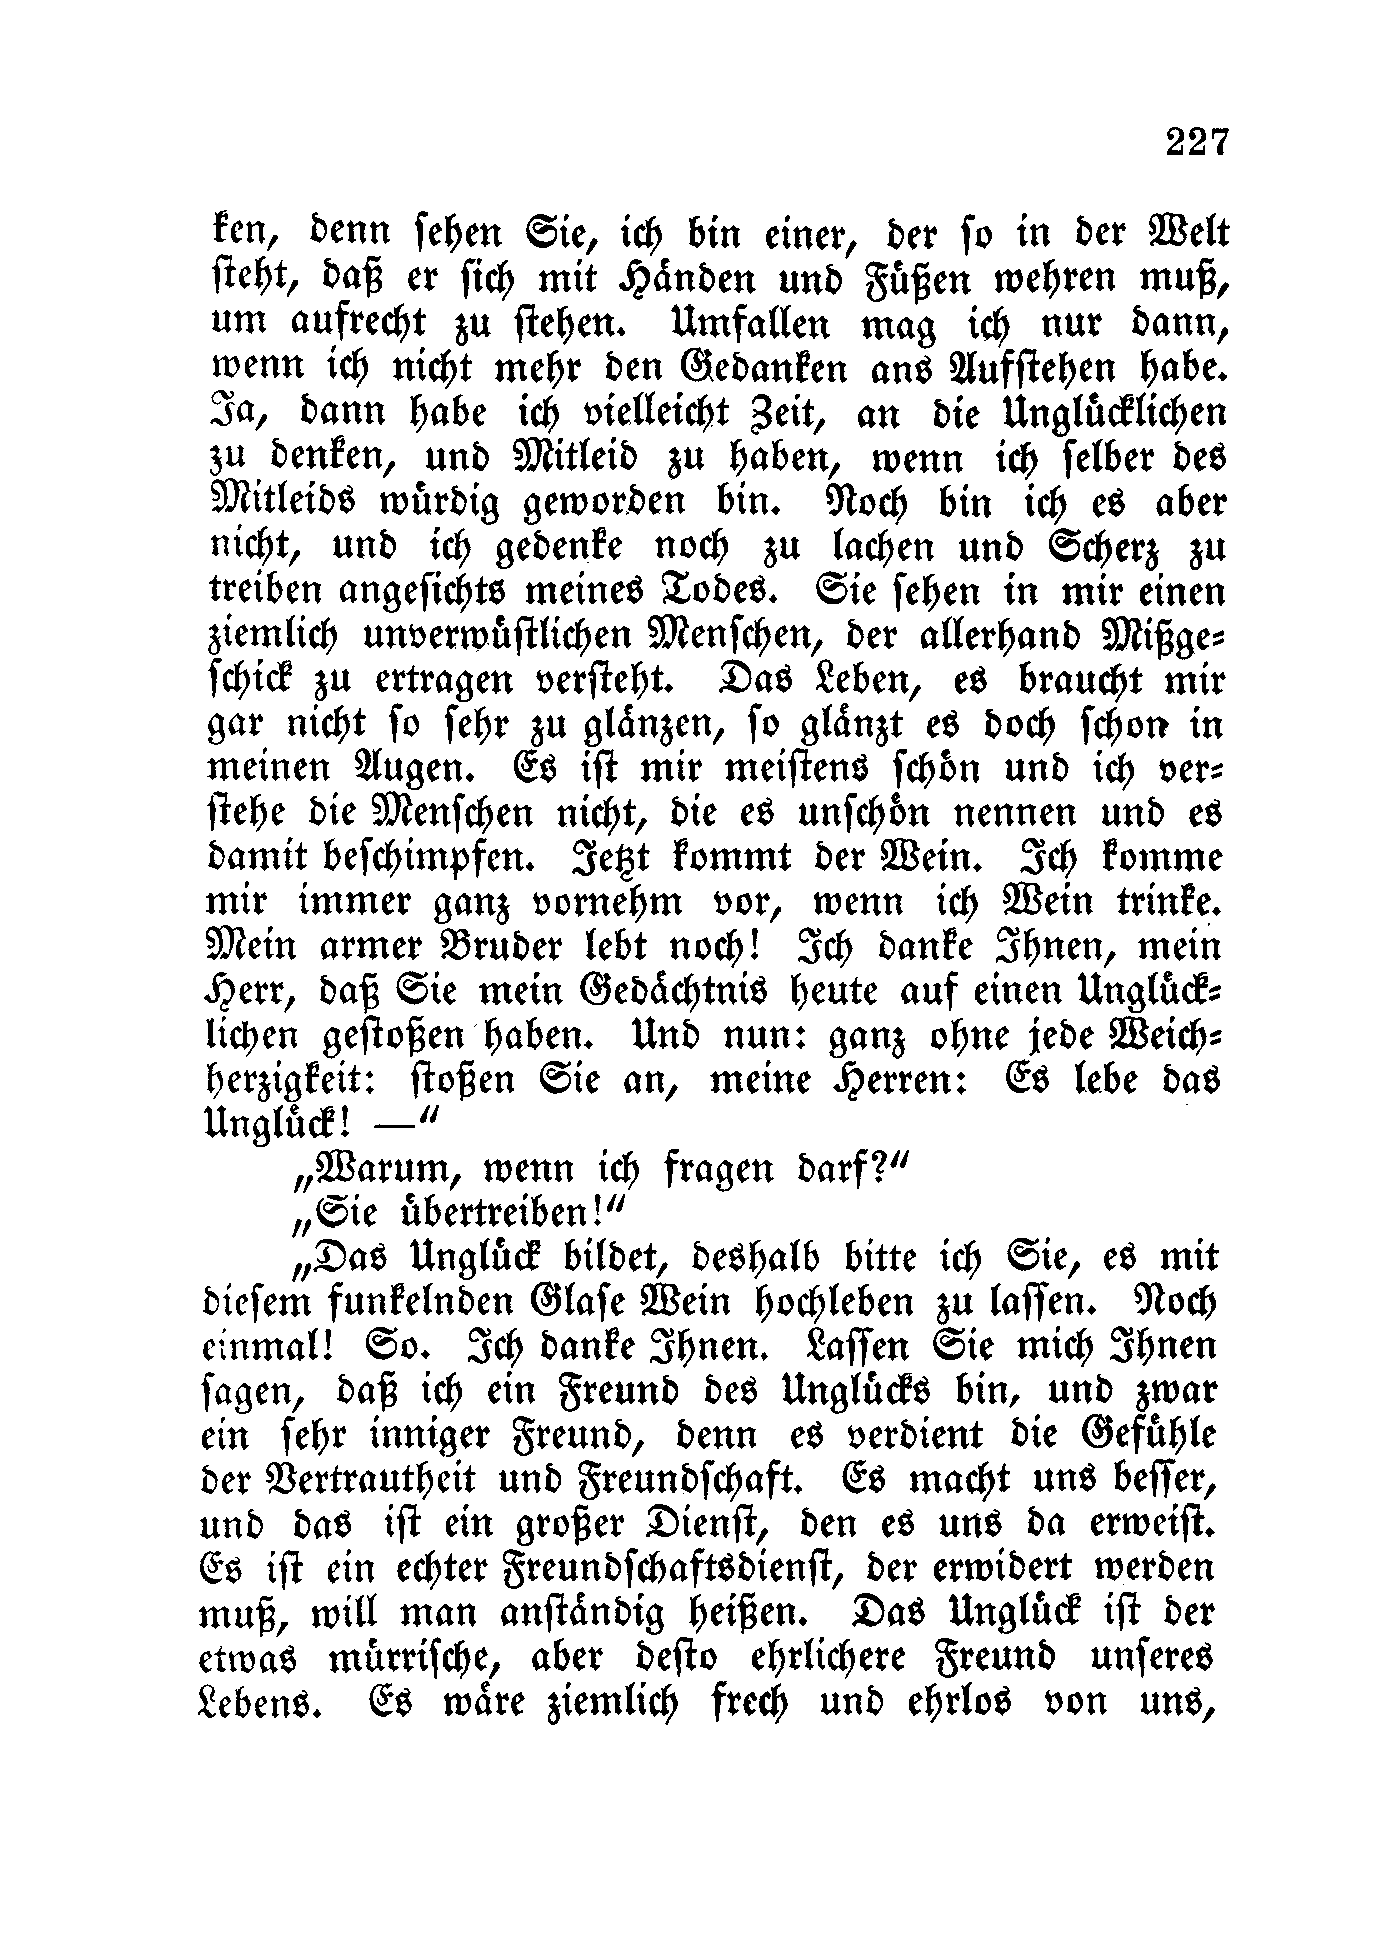 227
ken, denn sehen Sie, ich bin einer, der so in der Welt
steht, daß er sich mit Händen und Füßen wehren muß,
um aufrecht zu stehen. Umfallen mag ich nur dann,
wenn ich nicht mehr den Gedanken ans Aufstehen habe.
Ja, dann habe ich vielleicht Zeit, an die Unglücklichen
zu denken, und Mitleid zu haben, wenn ich selber des
Mitleids würdig geworden bin. Noch bin ich es aber
nicht, und ich gedenke noch zu lachen und Scherz zu
treiben angesichts meines Todes. Sie sehen in mir einen
ziemlich unverwüstlichen Menschen, der allerhand Mißge-
schick zu ertragen versteht. Das Leben, es braucht mir
gar nicht so sehr zu glänzen, so glänzt es doch schon in
meinen Augen. Es ist mir meistens schön und ich ver-
stehe die Menschen nicht, die es unschön nennen und es
damit beschimpfen. Jetzt kommt der Wein. Ich komme
mir immer ganz vornehm vor, wenn ich Wein trinke.
Mein armer Bruder lebt noch! Ich danke Ihnen, mein
Herr, daß Sie mein Gedächtnis heute auf einen Unglück-
lichen gestoßen haben. Und nun: ganz ohne jede Weich-
herzigkeit: stoßen Sie an, meine Herren: Es lebe das
Unglück! —“
„Warum, wenn ich fragen darf?“
„Sie übertreiben!“
„Das Unglück bildet, deshalb bitte ich Sie, es mit
diesem funkelnden Glase Wein hochleben zu lassen. Noch
einmal! So. Ich danke Ihnen. Lassen Sie mich Ihnen
sagen, daß ich ein Freund des Unglücks bin, und zwar
ein sehr inniger Freund, denn es verdient die Gefühle
der Vertrautheit und Freundschaft. Es macht uns besser,
und das ist ein großer Dienst, den es uns da erweist.
Es ist ein echter Freundschaftsdienst, der erwidert werden
muß, will man anständig heißen. Das Unglück ist der
etwas mürrische, aber desto ehrlichere Freund unseres
Lebens. Es wäre ziemlich frech und ehrlos von uns,